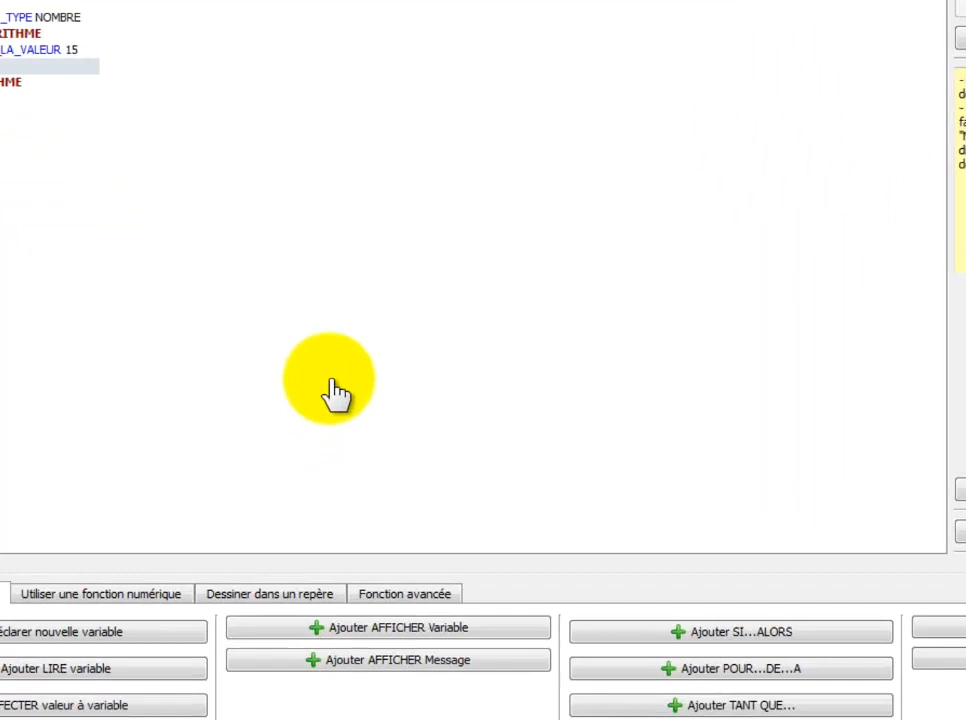 _TYPE NOMBRE
RITHME
_LA_VALEUR 15
HME
Utiliser une fonction numérique
Dessiner dans un repère
Fonction avancée
éclarer nouvelle variable
Ajouter AFFICHER Variable
Ajouter SI...ALORS
Ajouter LIRE variable
Ajouter AFFICHER Message
Ajouter POUR...DE...A
FECTER valeur à variable
Ajouter TANT QUE...